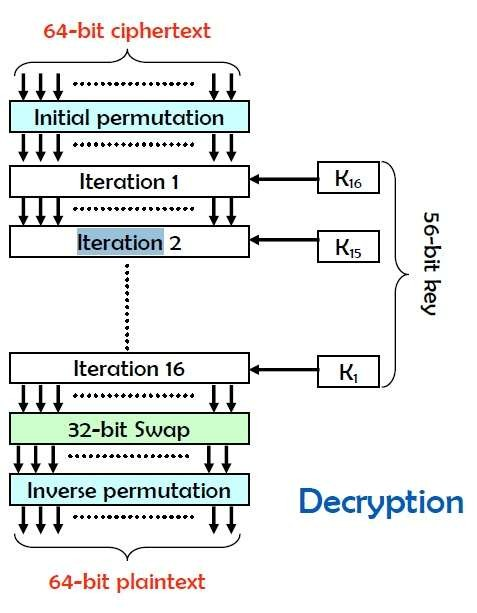 64-bit ciphertext
Initial permutation
Iteration 1
K16
Iteration 2
K15
56-bit key
Iteration 16
K1
32-bit Swap
Inverse permutation
Decryption
64-bit plaintext